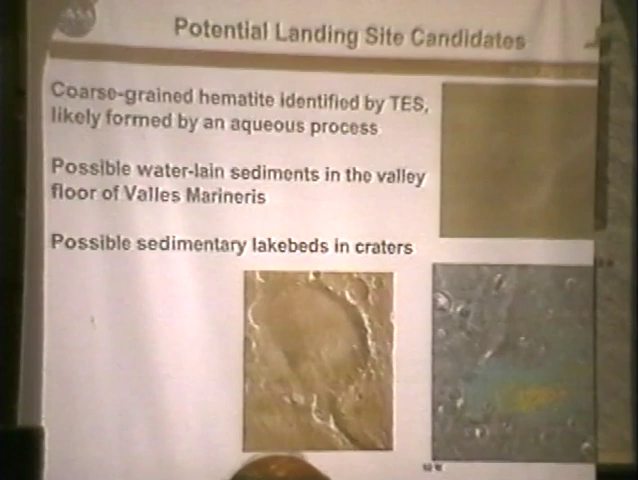 Potential Landing Site Candidates
Coarse-grained hematite identified by TES,
likely formed by an aqueous process
Possible water-lain sediments in the valley
floor of Valles Marineris
Possible sedimentary lakebeds in craters